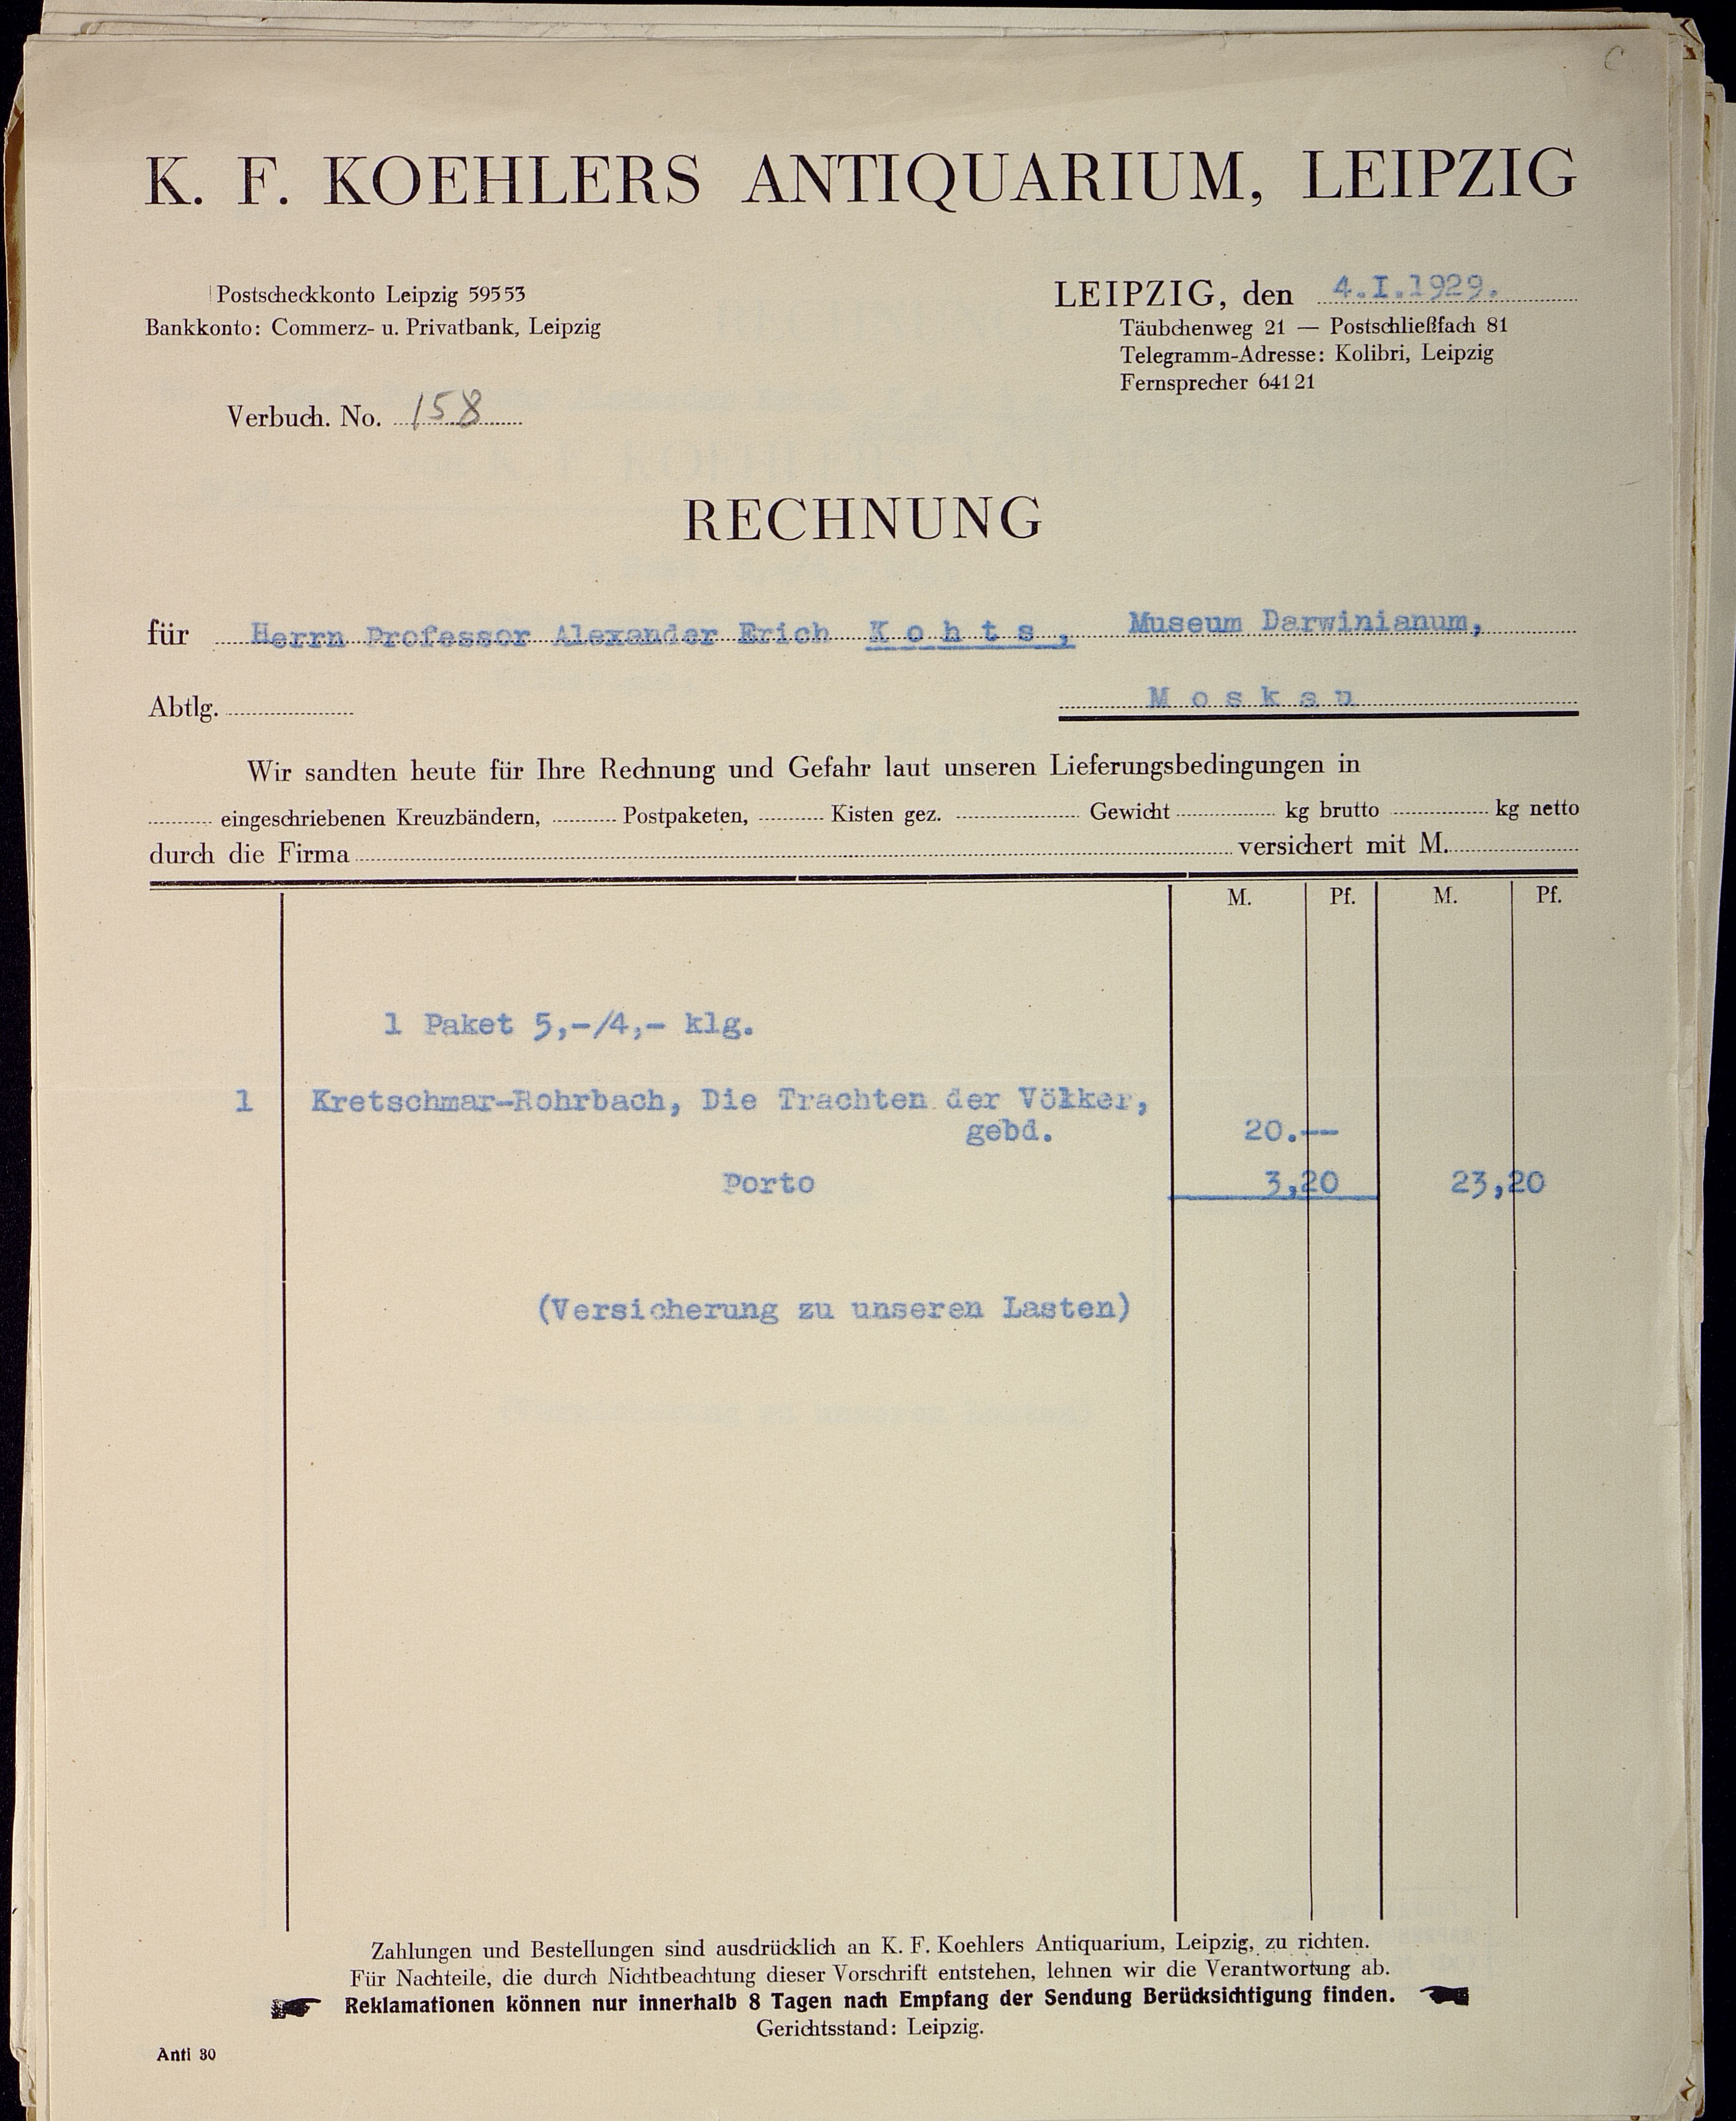 K. F. KOEHLERS ANTIQUARIUM, LEIPZIG
Postscheckkonto Leipzig 59553
Bankkonto: Commerz- u. Privatbank, Leipzig
LEIPZIG, den 4.I.1929.
Täubchenweg 21 — Postschließfach 81
Telegramm-Adresse: Kolibri, Leipzig
Fernsprecher 64121
Verbuch. No. 158
RECHNUNG
für Herrn Professor Alexander Erich K o h t s , Museum Darwinianum,
Abtlg. M o s k a u
Wir sandten heute für Ihre Rechnung und Gefahr laut unseren Lieferungsbedingungen in
eingeschriebenen Kreuzbändern, Postpaketen, Kisten gez. Gewicht kg brutto kg netto
durch die Firma versichert mit M.
M. Pf. M. Pf.
1 Paket 5,-/4,- klg.
1 Kretschmar-Rohrbach, Die Trachten der Völker,
gebd. 20.--
Porto 3,20 23,20
(Versicherung zu unseren Lasten)
Zahlungen und Bestellungen sind ausdrücklich an K. F. Koehlers Antiquarium, Leipzig, zu richten.
Für Nachteile, die durch Nichtbeachtung dieser Vorschrift entstehen, lehnen wir die Verantwortung ab.
Reklamationen können nur innerhalb 8 Tagen nach Empfang der Sendung Berücksichtigung finden.
Gerichtsstand: Leipzig.
Anti 30